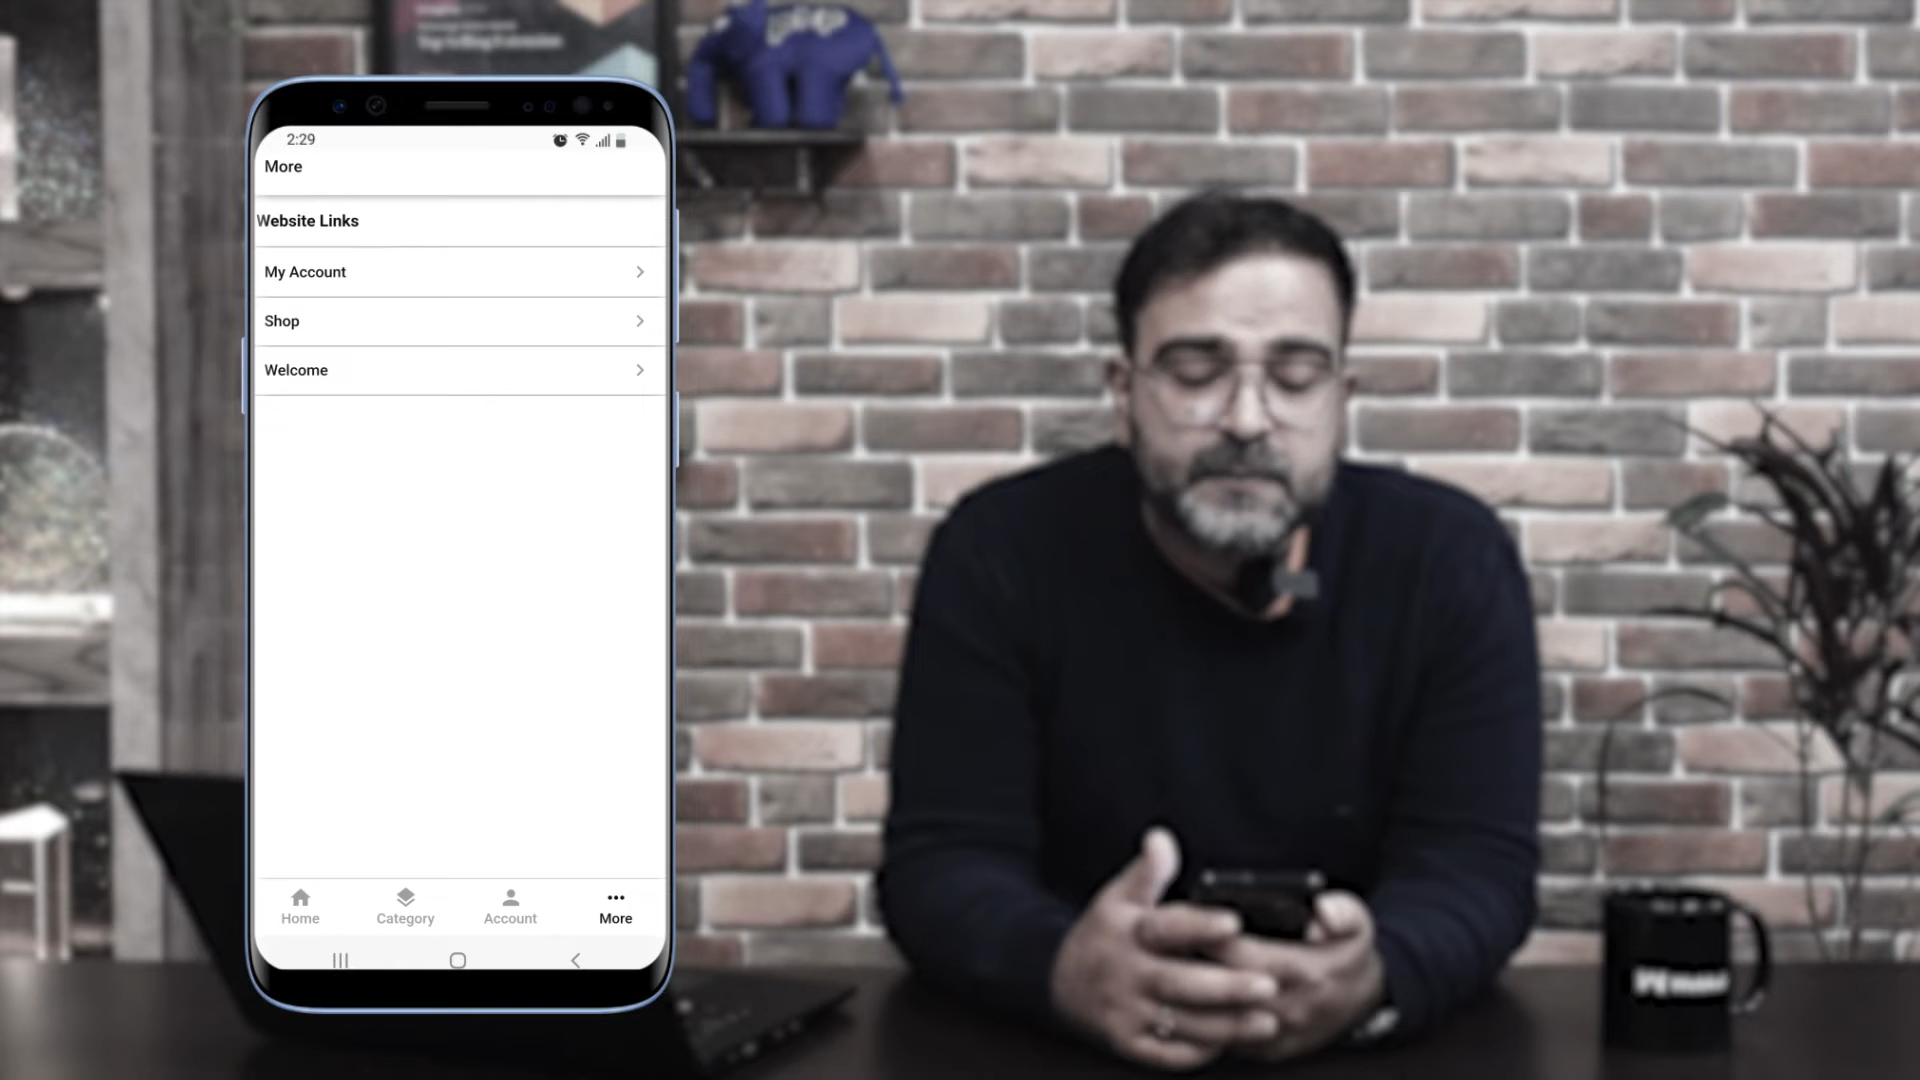 2:29
More
Website Links
My Account
Shop
Welcome
Home
Category
Account
More